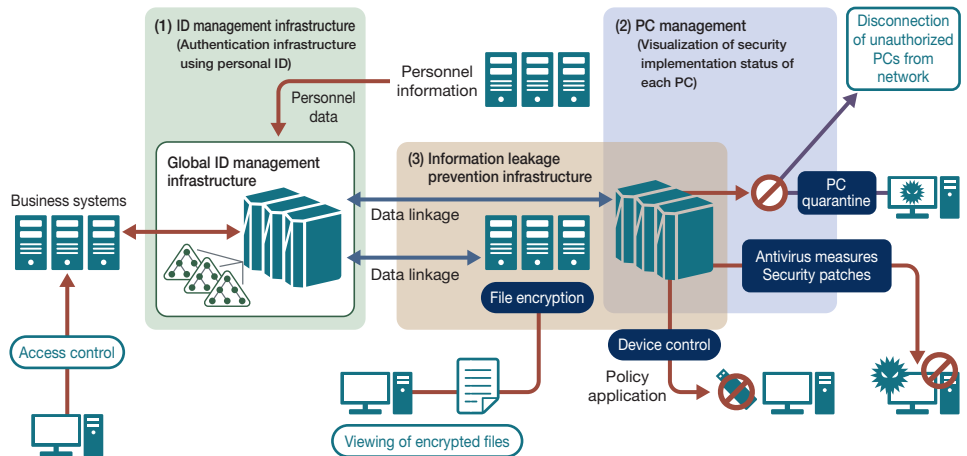 (1) ID management infrastructure
(Authentication infrastructure
using personal ID)
Personnel
information
Personnel
data
Global ID management
infrastructure
Business systems
Access control
(2) PC management
(Visualization of security
implementation status of
each PC)
Disconnection
of unauthorized
PCs from
network
(3) Information leakage
prevention infrastructure
Data linkage
Data linkage
File encryption
Viewing of encrypted files
PC
quarantine
Antivirus measures
Security patches
Device control
Policy
application